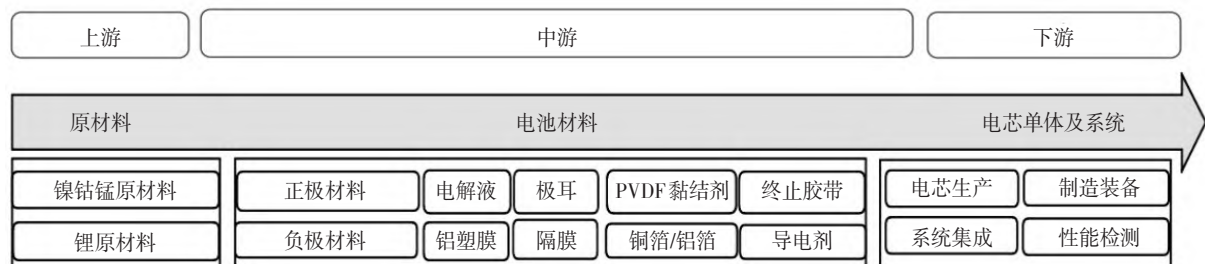 上游 中游 下游
原材料 电池材料 电芯单体及系统
镍钴锰原材料 正极材料 电解液 极耳 PVDF黏结剂 终止胶带 电芯生产 制造装备
锂原材料 负极材料 铝塑膜 隔膜 铜箔/铝箔 导电剂 系统集成 性能检测